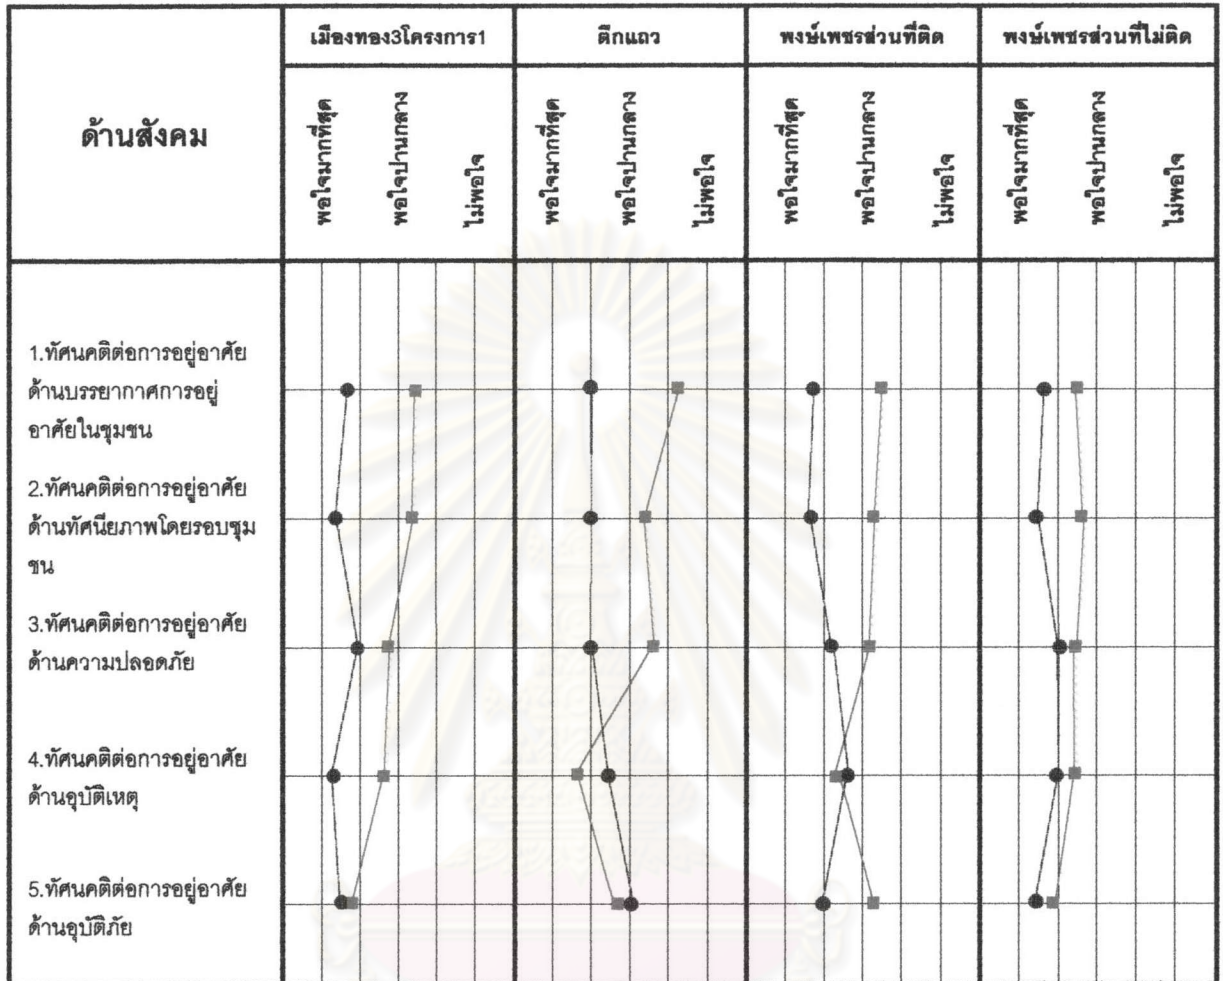 เมืองทอง3โครงการ1 ตึกแถว พงษ์เพชรส่วนที่ติด พงษ์เพชรส่วนที่ไม่ติด
ด้านสังคม
พอใจมากที่สุด พอใจปานกลาง ไม่พอใจ พอใจมากที่สุด พอใจปานกลาง ไม่พอใจ พอใจมากที่สุด พอใจปานกลาง ไม่พอใจ พอใจมากที่สุด พอใจปานกลาง ไม่พอใจ
1.ทัศนคติต่อการอยู่อาศัย
ด้านบรรยากาศการอยู่
อาศัยในชุมชน
2.ทัศนคติต่อการอยู่อาศัย
ด้านทัศนียภาพโดยรอบชุม
ชน
3.ทัศนคติต่อการอยู่อาศัย
ด้านความปลอดภัย
4.ทัศนคติต่อการอยู่อาศัย
ด้านอุบัติเหตุ
5.ทัศนคติต่อการอยู่อาศัย
ด้านอุบัติภัย